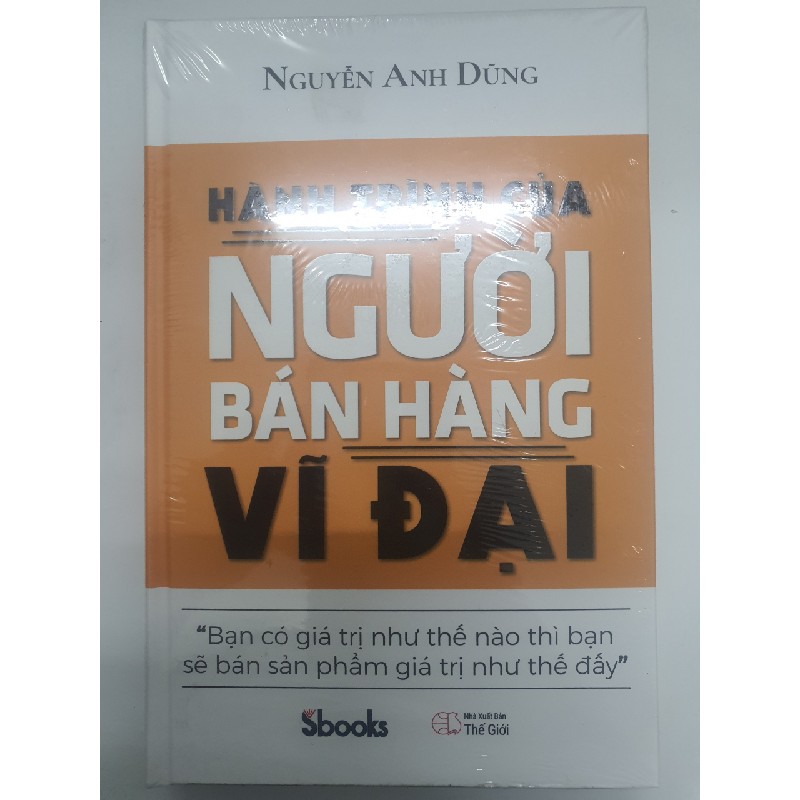 NGUYỄN ANH DŨNG
HÀNH TRÌNH CỦA
NGƯỜI
BÁN HÀNG
VĨ ĐẠI
“Bạn có giá trị như thế nào thì bạn
sẽ bán sản phẩm giá trị như thế đấy”
Sbooks
Nhà Xuất Bản
Thế Giới